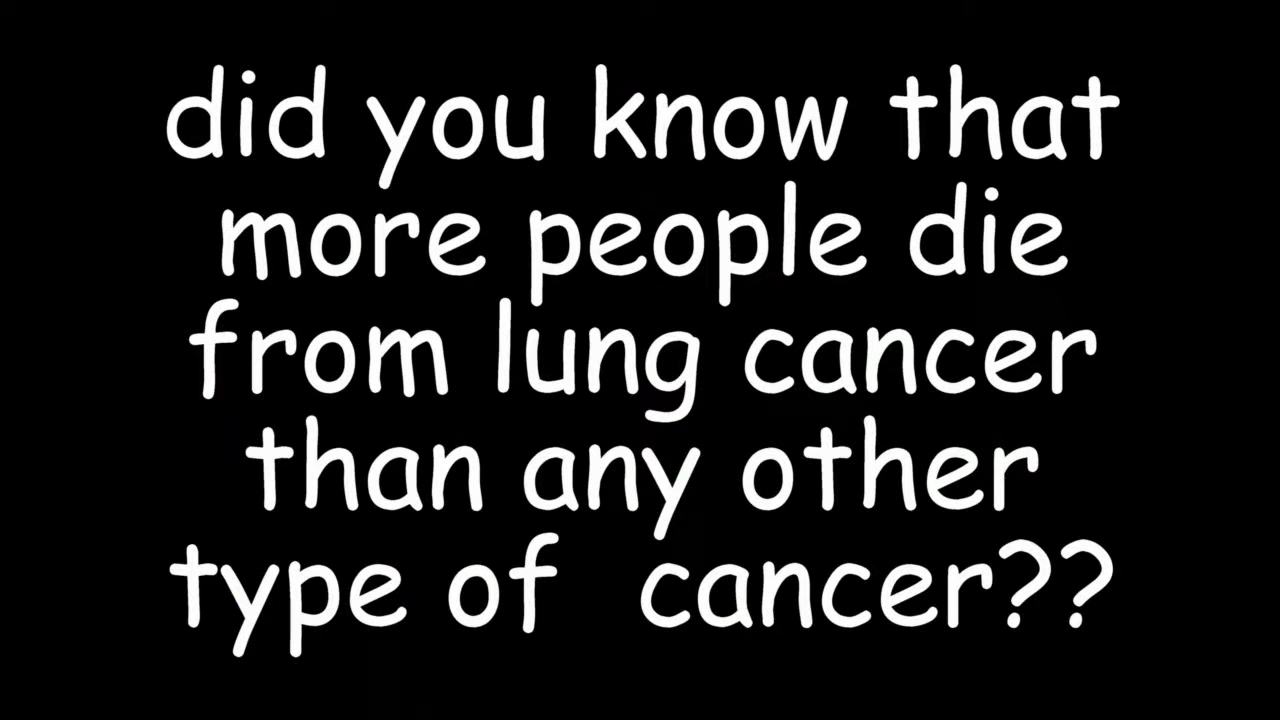 did you know that
more people die
from lung cancer
than any other
type of  cancer??